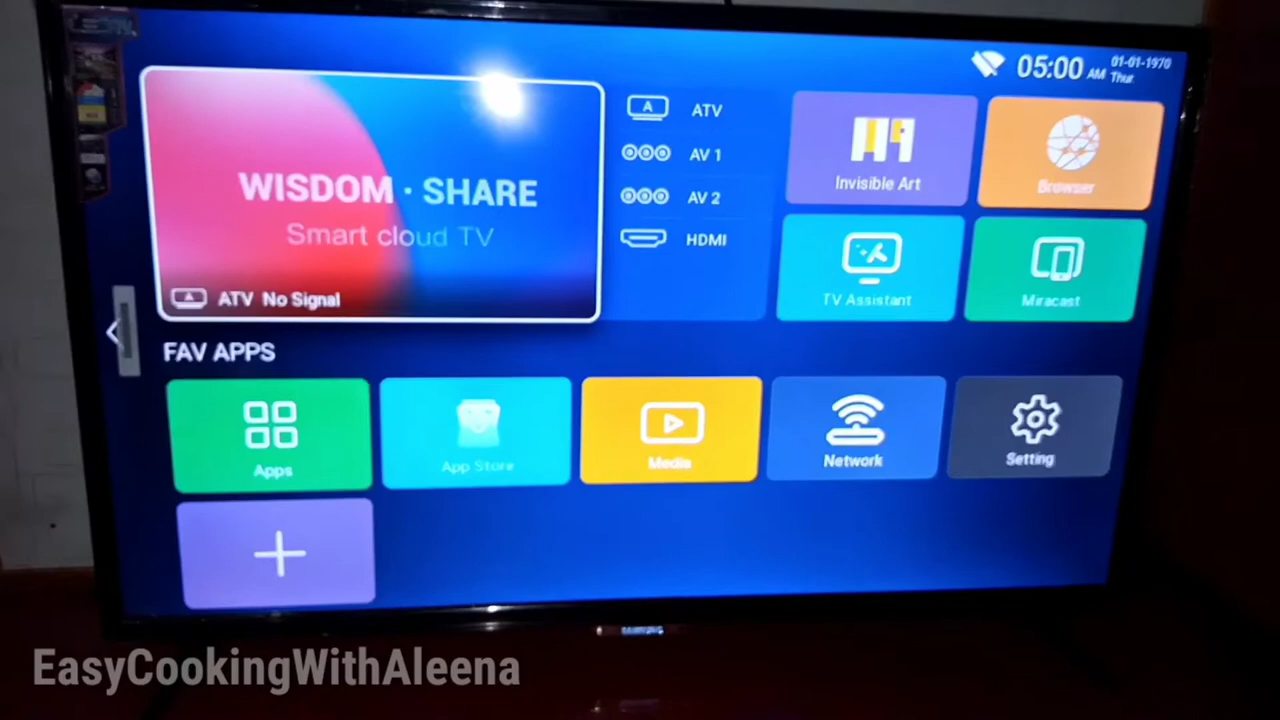 05:00 AM
01-01-1970
Thur
WISDOM · SHARE
Smart cloud TV
ATV No Signal
ATV
AV 1
AV 2
HDMI
Invisible Art
Browser
TV Assistant
Miracast
FAV APPS
Apps
App Store
Media
Network
Setting
SAMSUNG
EasyCookingWithAleena